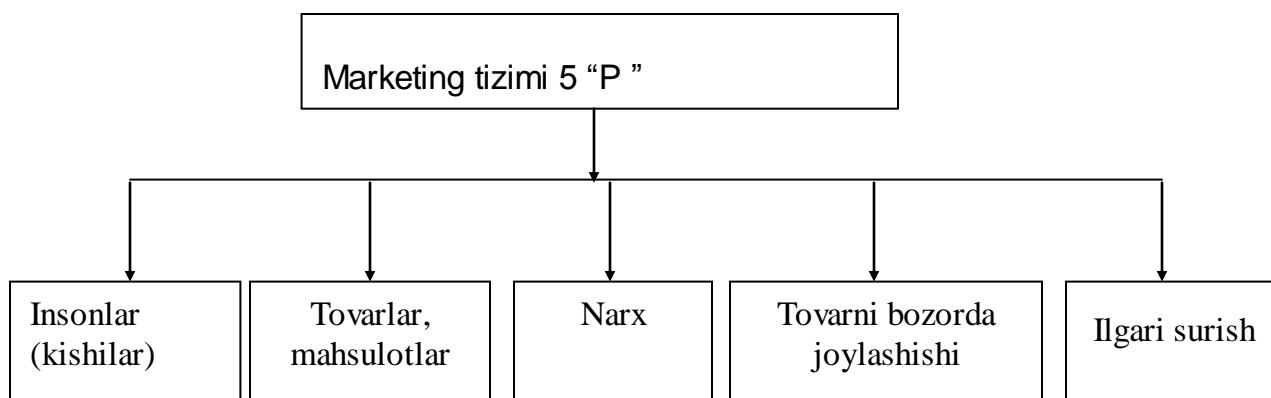 Marketing tizimi 5 “P ”
Insonlar
(kishilar)
Tovarlar,
mahsulotlar
Narx
Tovarni bozorda
joylashishi
Ilgari surish